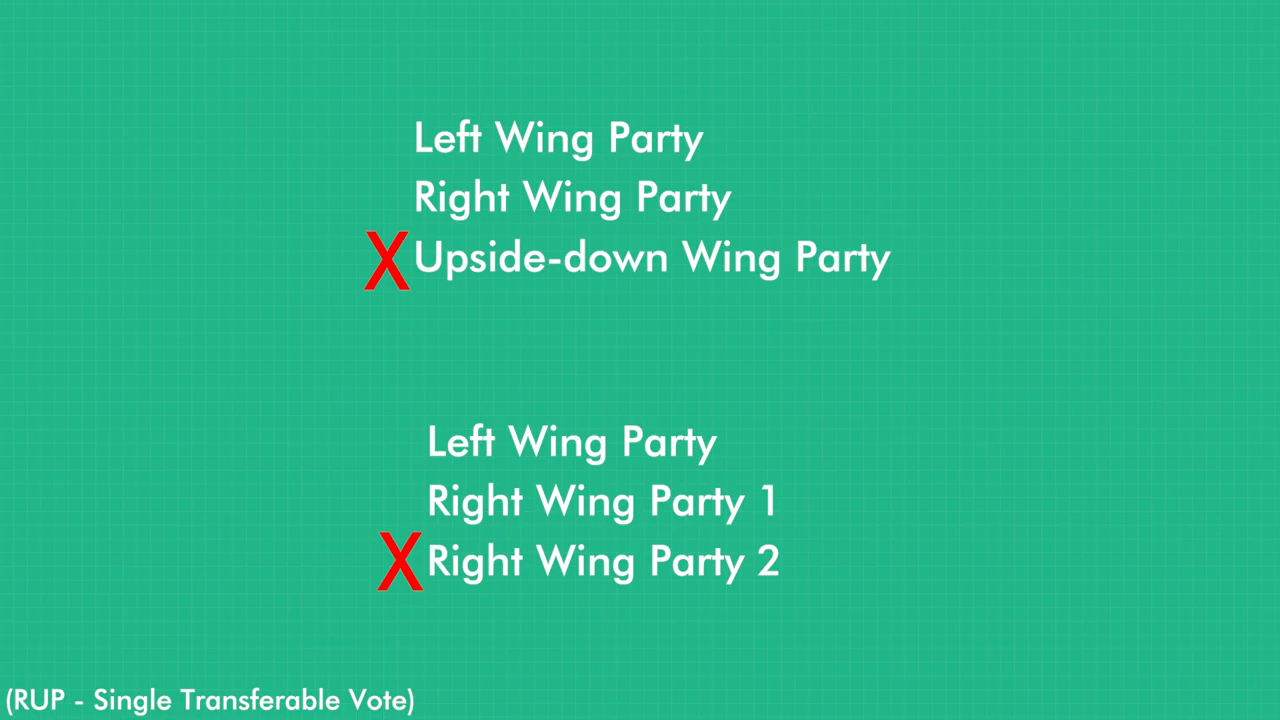 Left Wing Party
Right Wing Party
X Upside-down Wing Party
Left Wing Party
Right Wing Party 1
X Right Wing Party 2
(RUP - Single Transferable Vote)